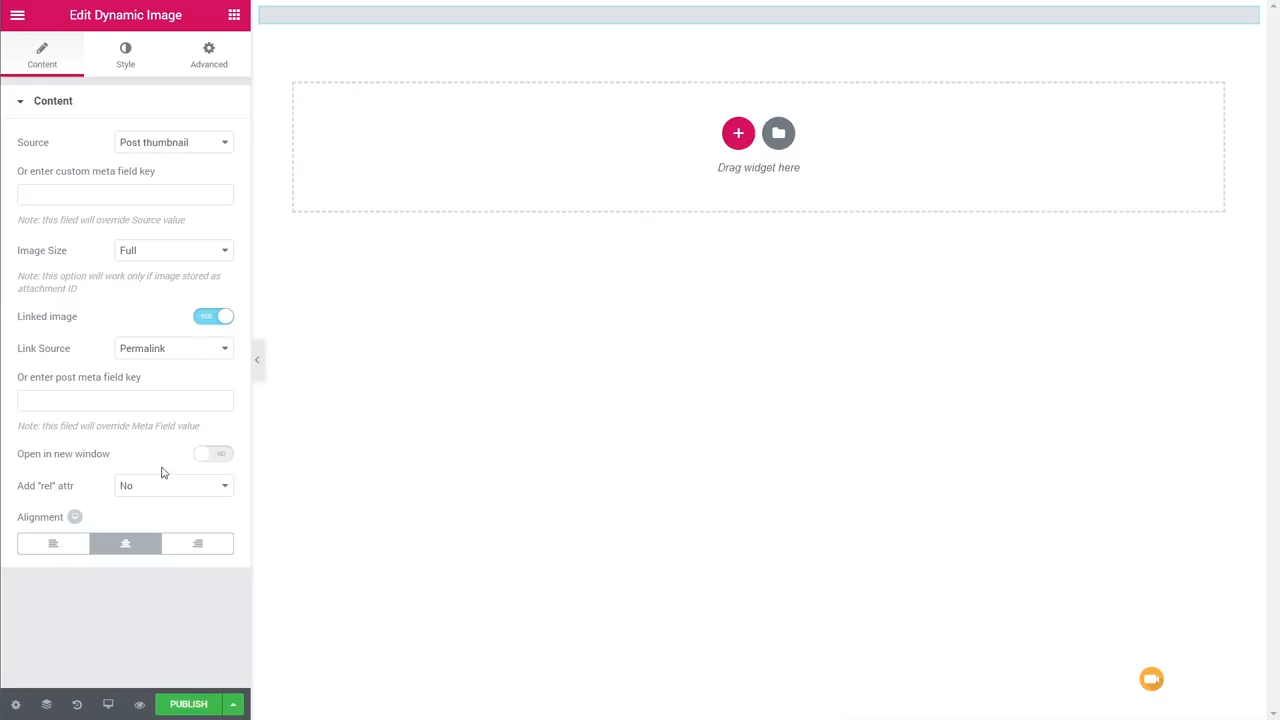 Edit Dynamic Image
Content
Style
Advanced
Content
Source
Post thumbnail
Or enter custom meta field key
Note: this filed will override Source value
Image Size
Full
Note: this option will work only if image stored as
attachment ID
Linked image
YES
Link Source
Permalink
Or enter post meta field key
Note: this filed will override Meta Field value
Open in new window
NO
Add "rel" attr
No
Alignment
PUBLISH
Drag widget here